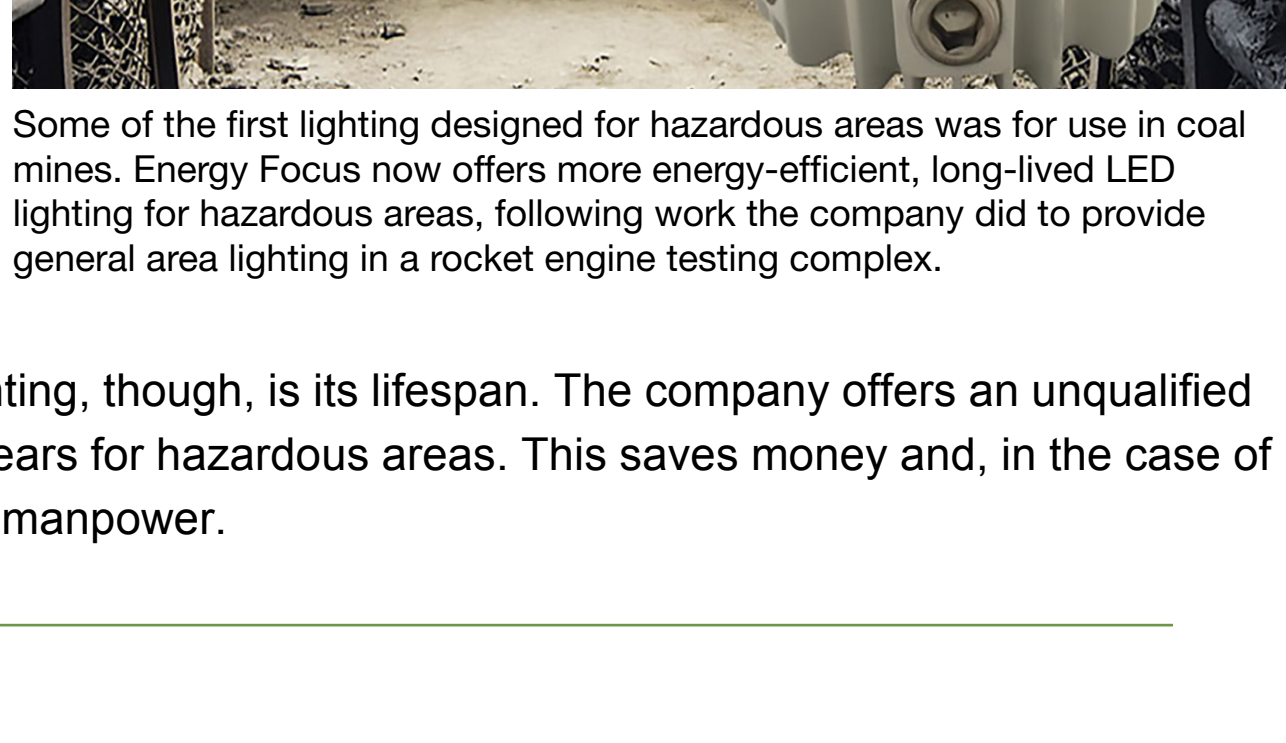 Some of the first lighting designed for hazardous areas was for use in coal
mines. Energy Focus now offers more energy-efficient, long-lived LED
lighting for hazardous areas, following work the company did to provide
general area lighting in a rocket engine testing complex.
though, is its lifespan. The company offers an unqualified
for hazardous areas. This saves money and, in the case of
manpower.